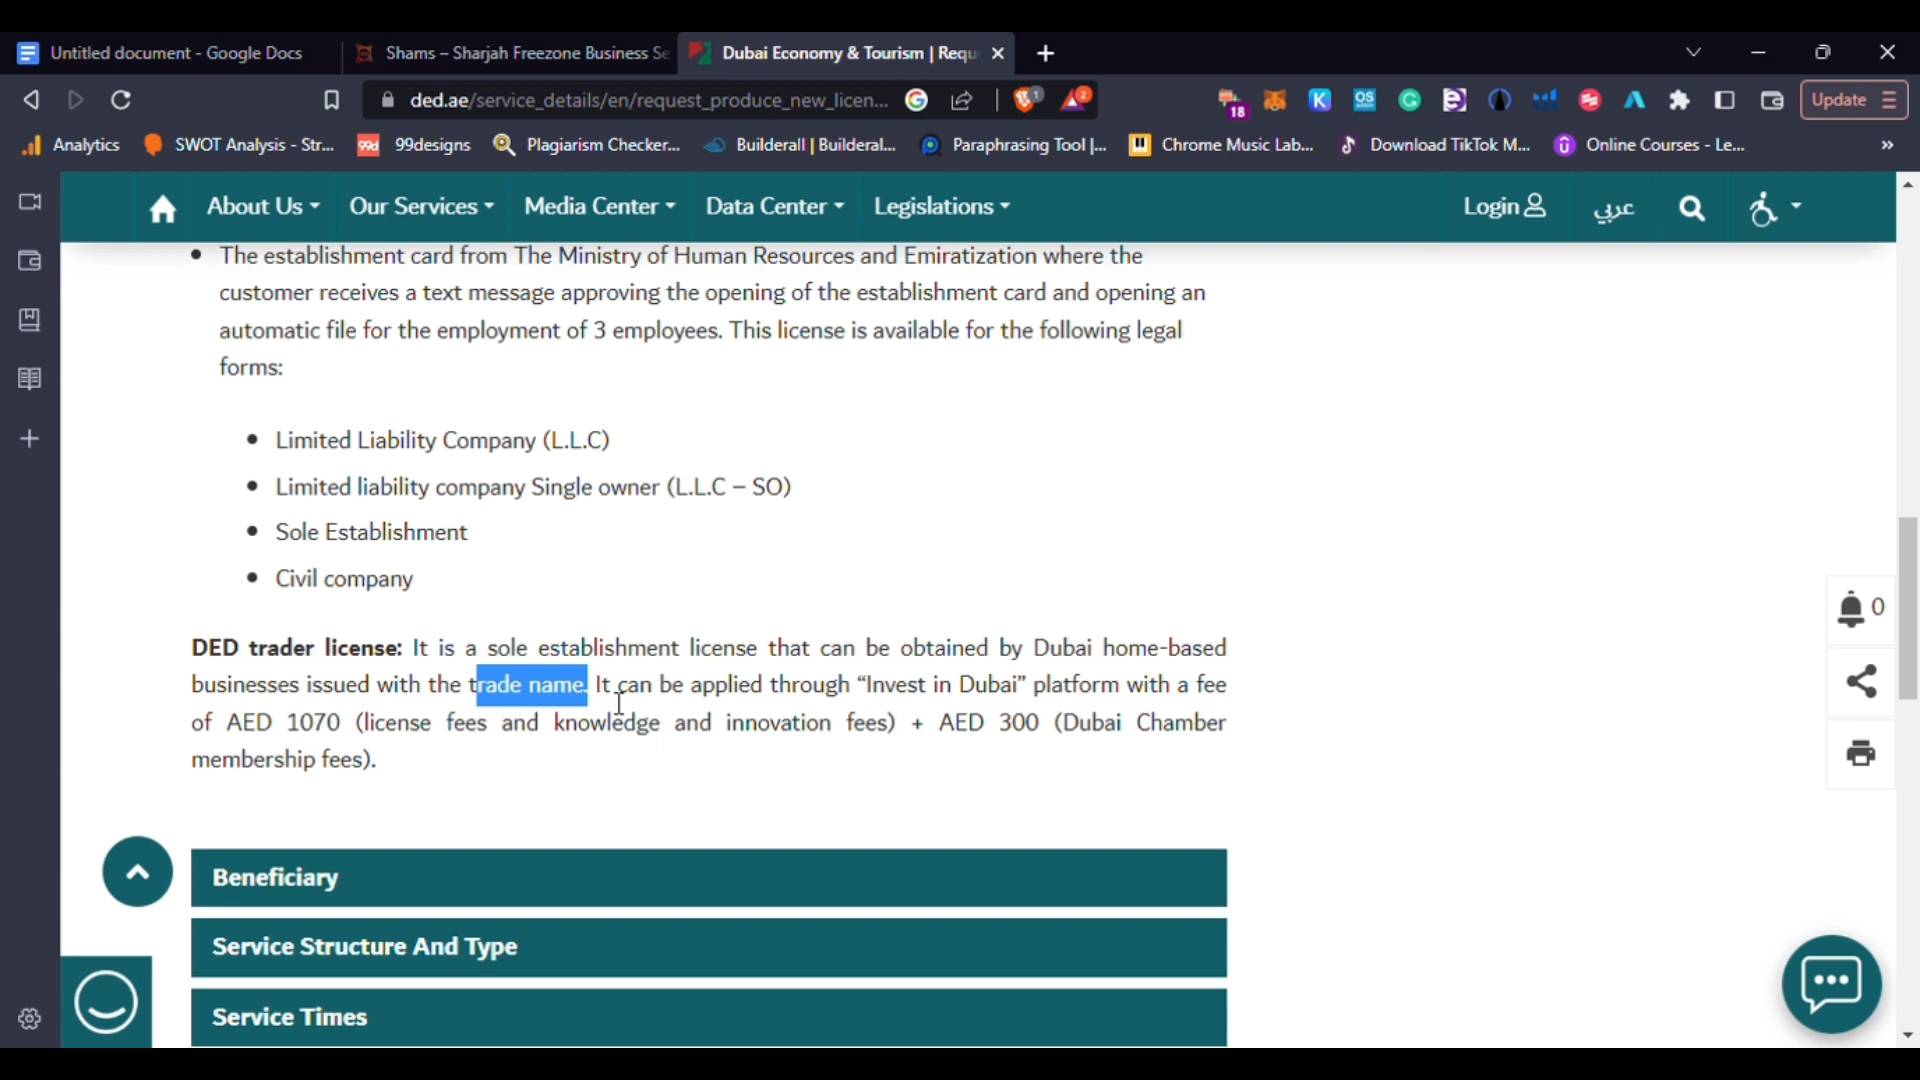 Untitled document - Google Docs
Shams – Sharjah Freezone Business Se
Dubai Economy & Tourism | Requ
ded.ae/service_details/en/request_produce_new_licen...
1
2
18
OS
Update
Analytics
SWOT Analysis - Str...
99d
99designs
Plagiarism Checker...
Builderall | Builderal...
Paraphrasing Tool |...
Chrome Music Lab...
Download TikTok M...
Online Courses - Le...
»
About Us
Our Services
Media Center
Data Center
Legislations
Login
عربي
The establishment card from The Ministry of Human Resources and Emiratization where the
customer receives a text message approving the opening of the establishment card and opening an
automatic file for the employment of 3 employees. This license is available for the following legal
forms:
Limited Liability Company (L.L.C)
Limited liability company Single owner (L.L.C – SO)
Sole Establishment
Civil company
DED trader license: It is a sole establishment license that can be obtained by Dubai home-based
businesses issued with the trade name. It can be applied through “Invest in Dubai” platform with a fee
of AED 1070 (license fees and knowledge and innovation fees) + AED 300 (Dubai Chamber
membership fees).
0
Beneficiary
Service Structure And Type
Service Times